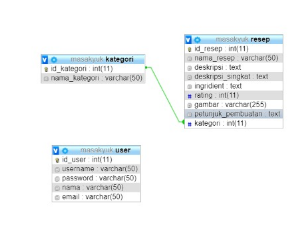 masakyuk kategori
id_kategori : int(11)
nama_kategori : varchar(50)
masakyuk resep
id_resep : int(11)
nama_resep : varchar(50)
deskripsi : text
deskripsi_singkat : text
ingridient : text
rating : int(11)
gambar : varchar(255)
petunjuk_pembuatan : text
kategori : int(11)
masakyuk user
id_user : int(11)
username : varchar(50)
password : varchar(50)
nama : varchar(50)
email : varchar(50)